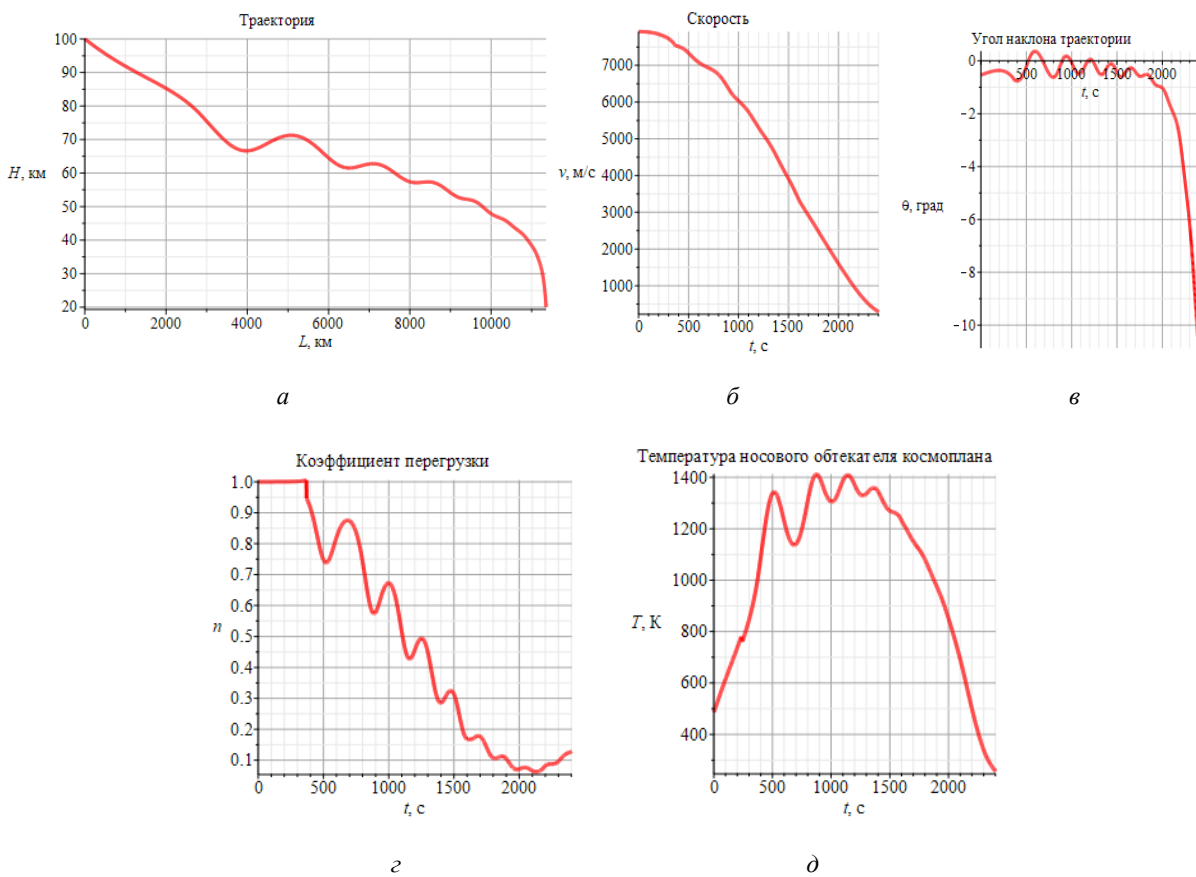 Траектория
100
90
80
70
60
50
40
30
20
H, км
0 2000 4000 6000 8000 10000
L, км
а
Скорость
7000
6000
5000
4000
3000
2000
1000
v, м/с
0 500 1000 1500 2000
t, с
б
Угол наклона траектории
0
500 1000 1500 2000
t, с
−2
−4
−6
−8
−10
θ, град
в
Коэффициент перегрузки
1.0
0.9
0.8
0.7
0.6
0.5
0.4
0.3
0.2
0.1
n
0 500 1000 1500 2000
t, с
г
Температура носового обтекателя космоплана
1400
1200
1000
800
600
400
T, К
0 500 1000 1500 2000
t, с
д